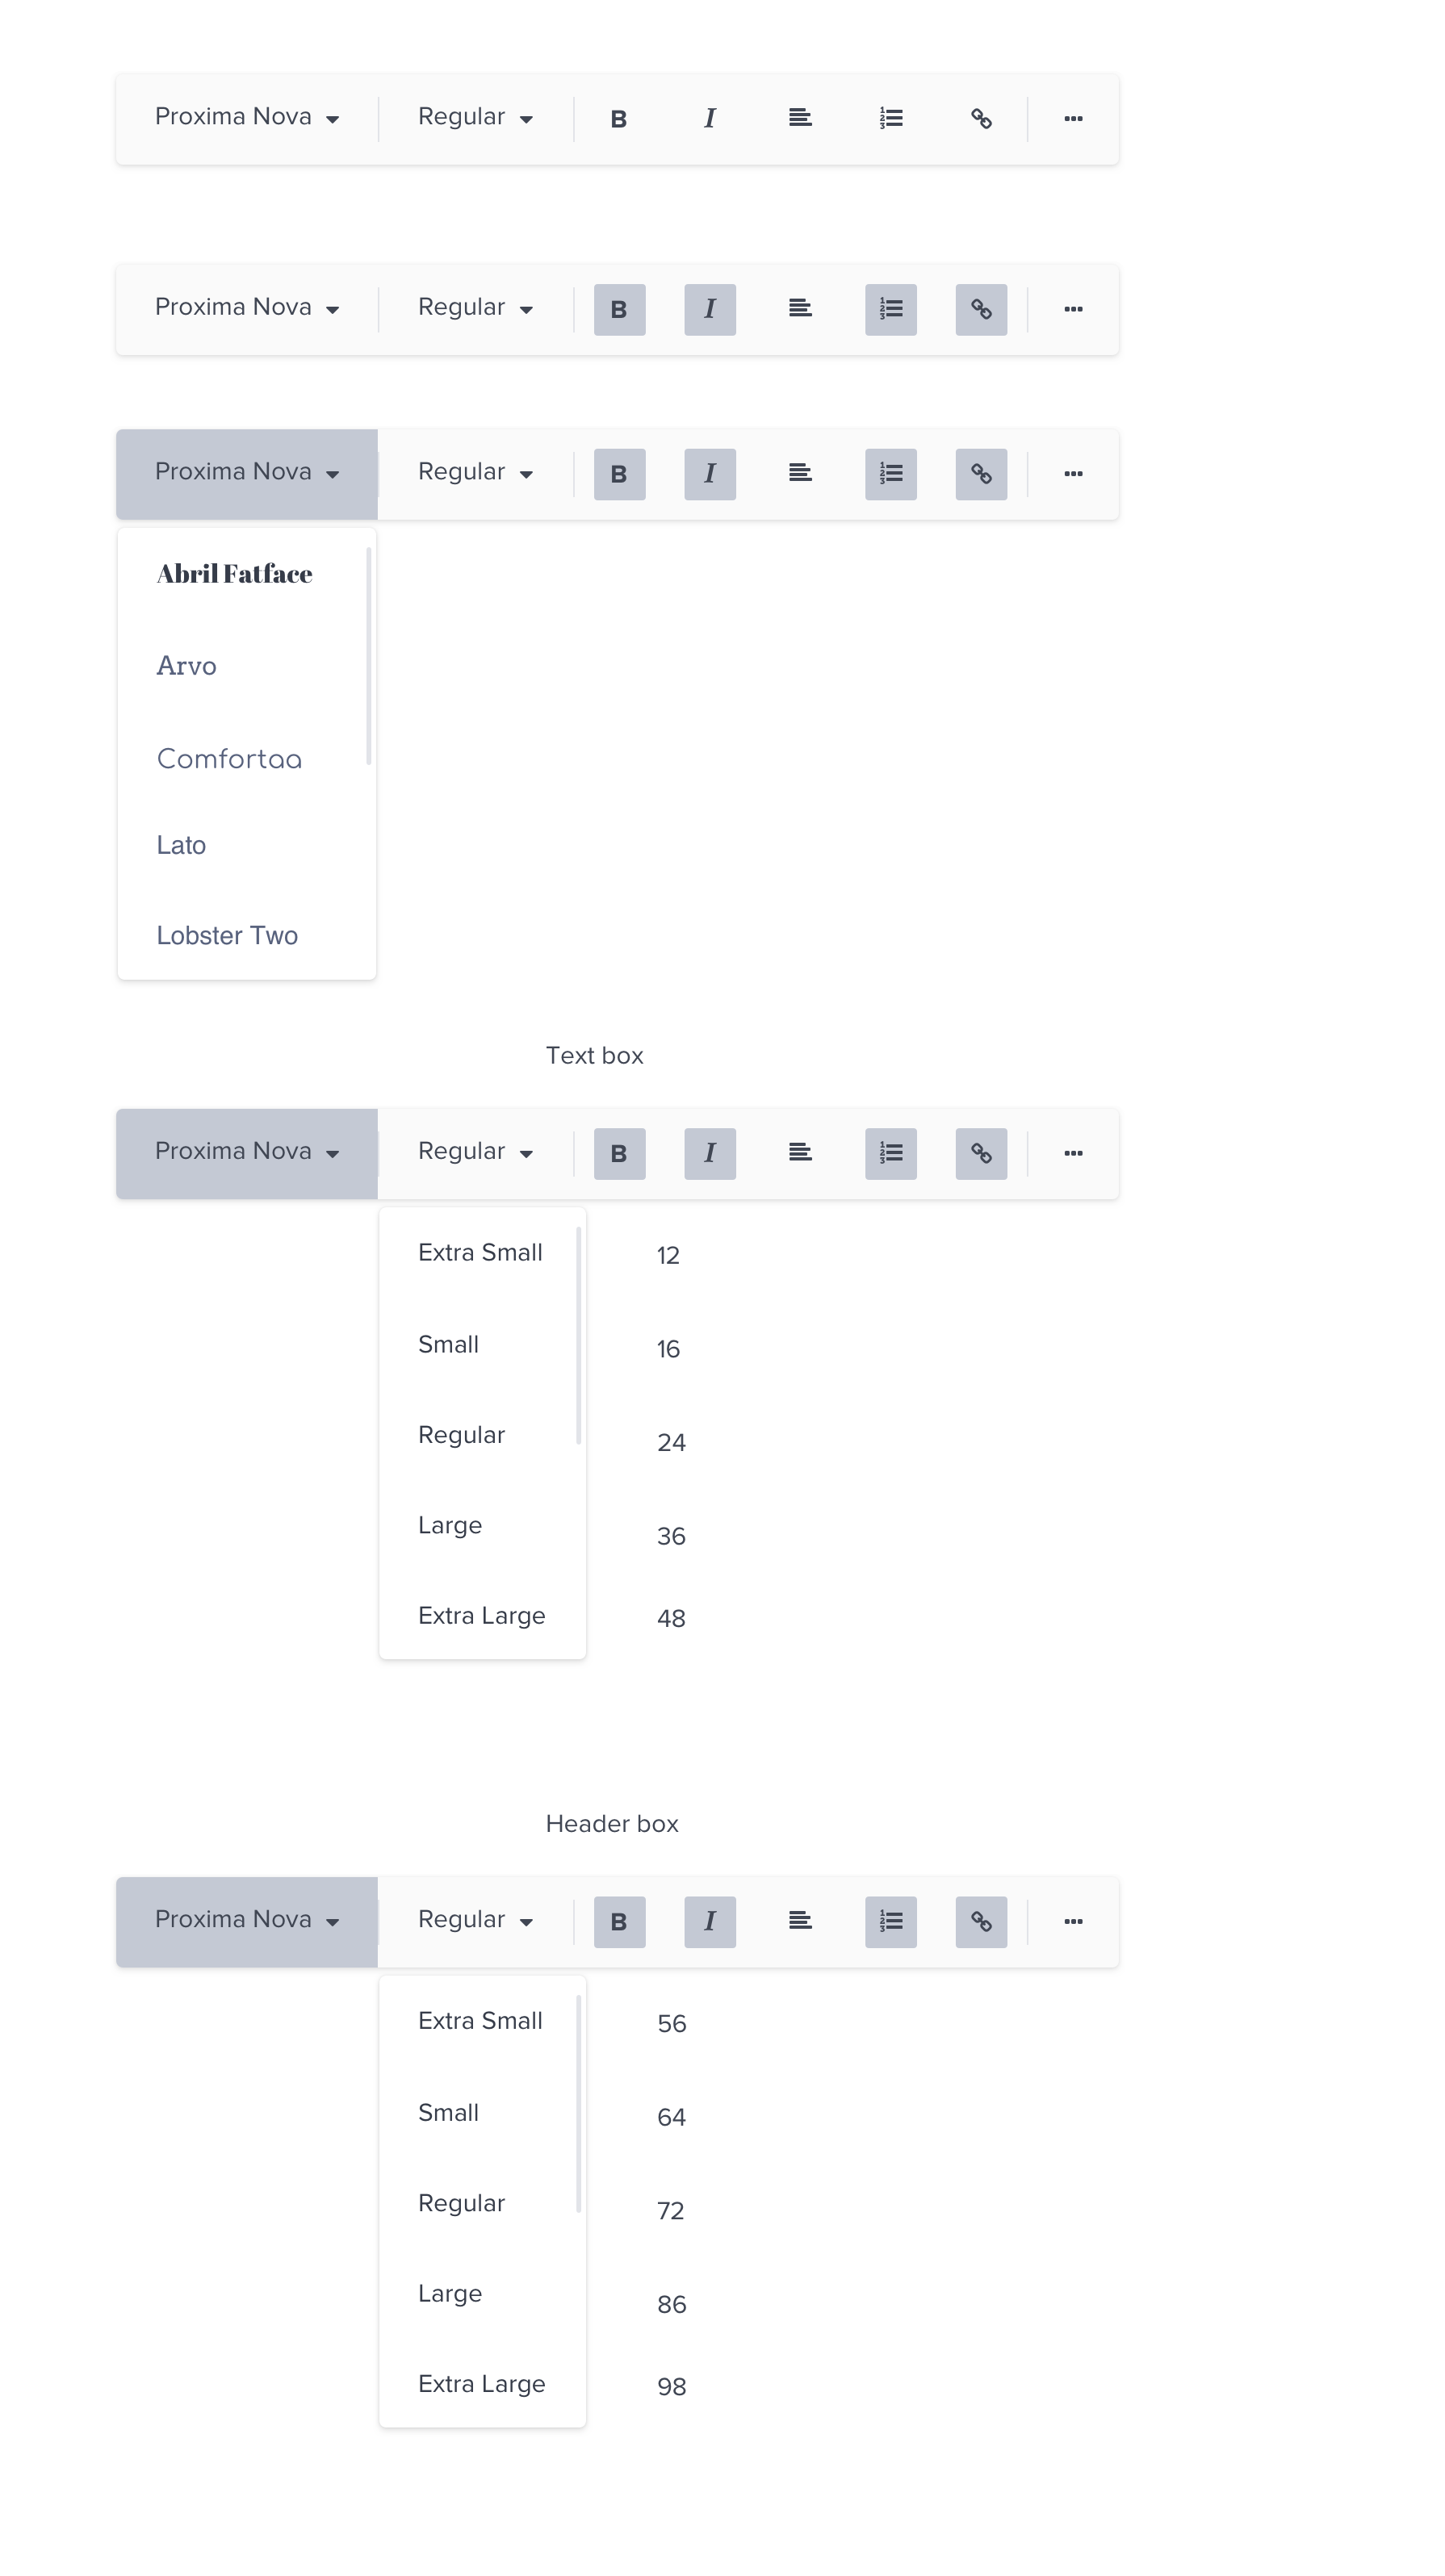 Proxima Nova Regular B I
Proxima Nova Regular B I
Proxima Nova Regular B I
Abril Fatface
Arvo
Comfortaa
Lato
Lobster Two
Text box
Proxima Nova Regular B I
Extra Small 12
Small 16
Regular 24
Large 36
Extra Large 48
Header box
Proxima Nova Regular B I
Extra Small 56
Small 64
Regular 72
Large 86
Extra Large 98